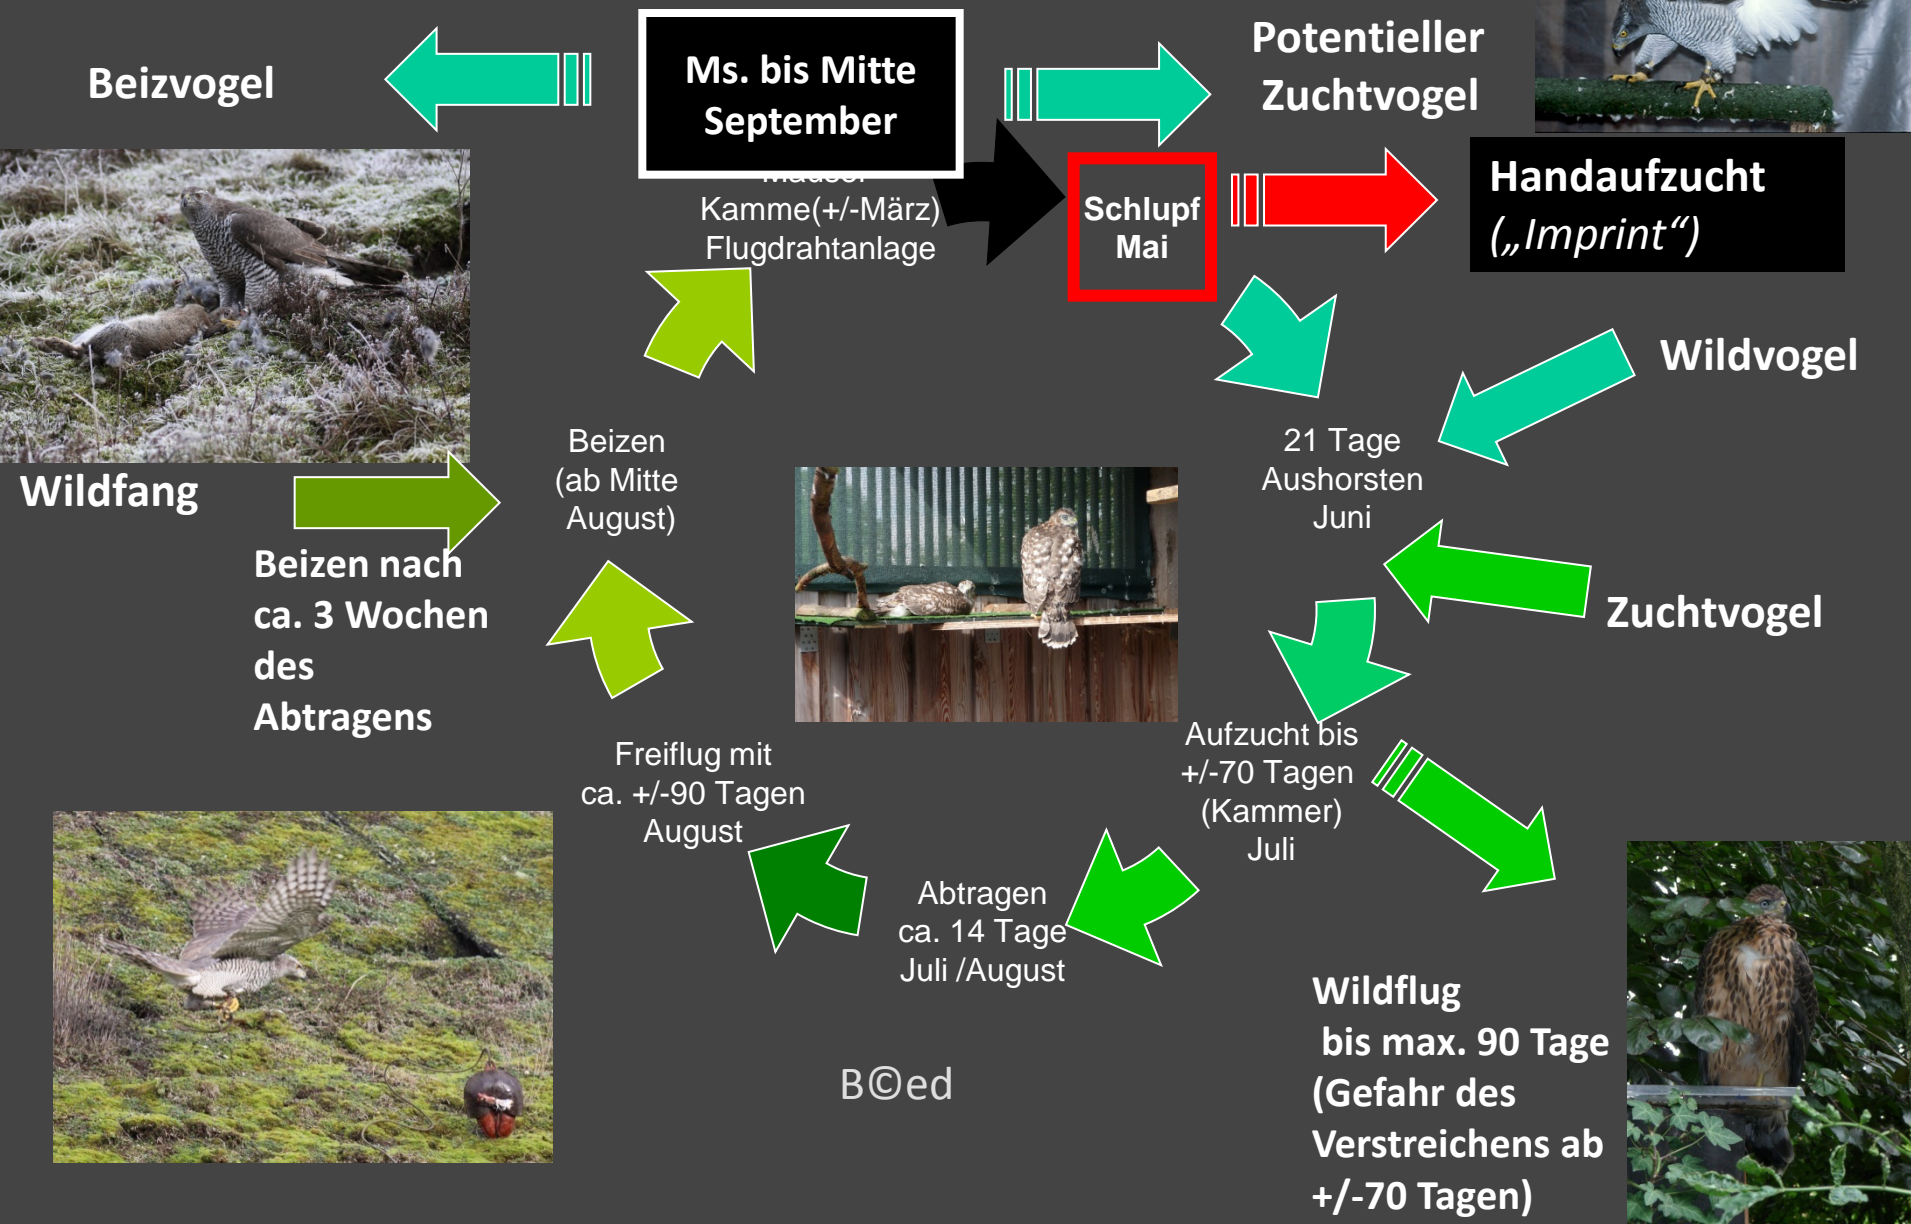 Beizvogel
Ms. bis Mitte
September
Potentieller
Zuchtvogel
Kamme(+/-März)
Flugdrahtanlage
Schlupf
Mai
Handaufzucht
(„Imprint“)
Wildvogel
21 Tage
Aushorsten
Juni
Zuchtvogel
Aufzucht bis
+/-70 Tagen
(Kammer)
Juli
Wildflug
bis max. 90 Tage
(Gefahr des
Verstreichens ab
+/-70 Tagen)
Abtragen
ca. 14 Tage
Juli /August
Freiflug mit
ca. +/-90 Tagen
August
Beizen
(ab Mitte
August)
Wildfang
Beizen nach
ca. 3 Wochen
des
Abtragens
B©ed